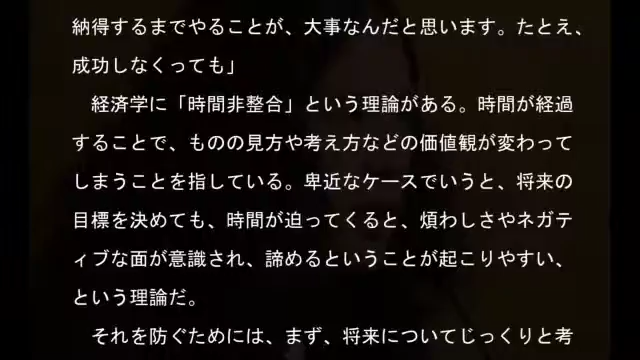 納得するまでやることが、大事なんだと思います。たとえ、
成功しなくっても」
　経済学に「時間非整合」という理論がある。時間が経過
することで、ものの見方や考え方などの価値観が変わって
しまうことを指している。卑近なケースでいうと、将来の
目標を決めても、時間が迫ってくると、煩わしさやネガテ
ィブな面が意識され、諦めるということが起こりやすい、
という理論だ。
　それを防ぐためには、まず、将来についてじっくりと考